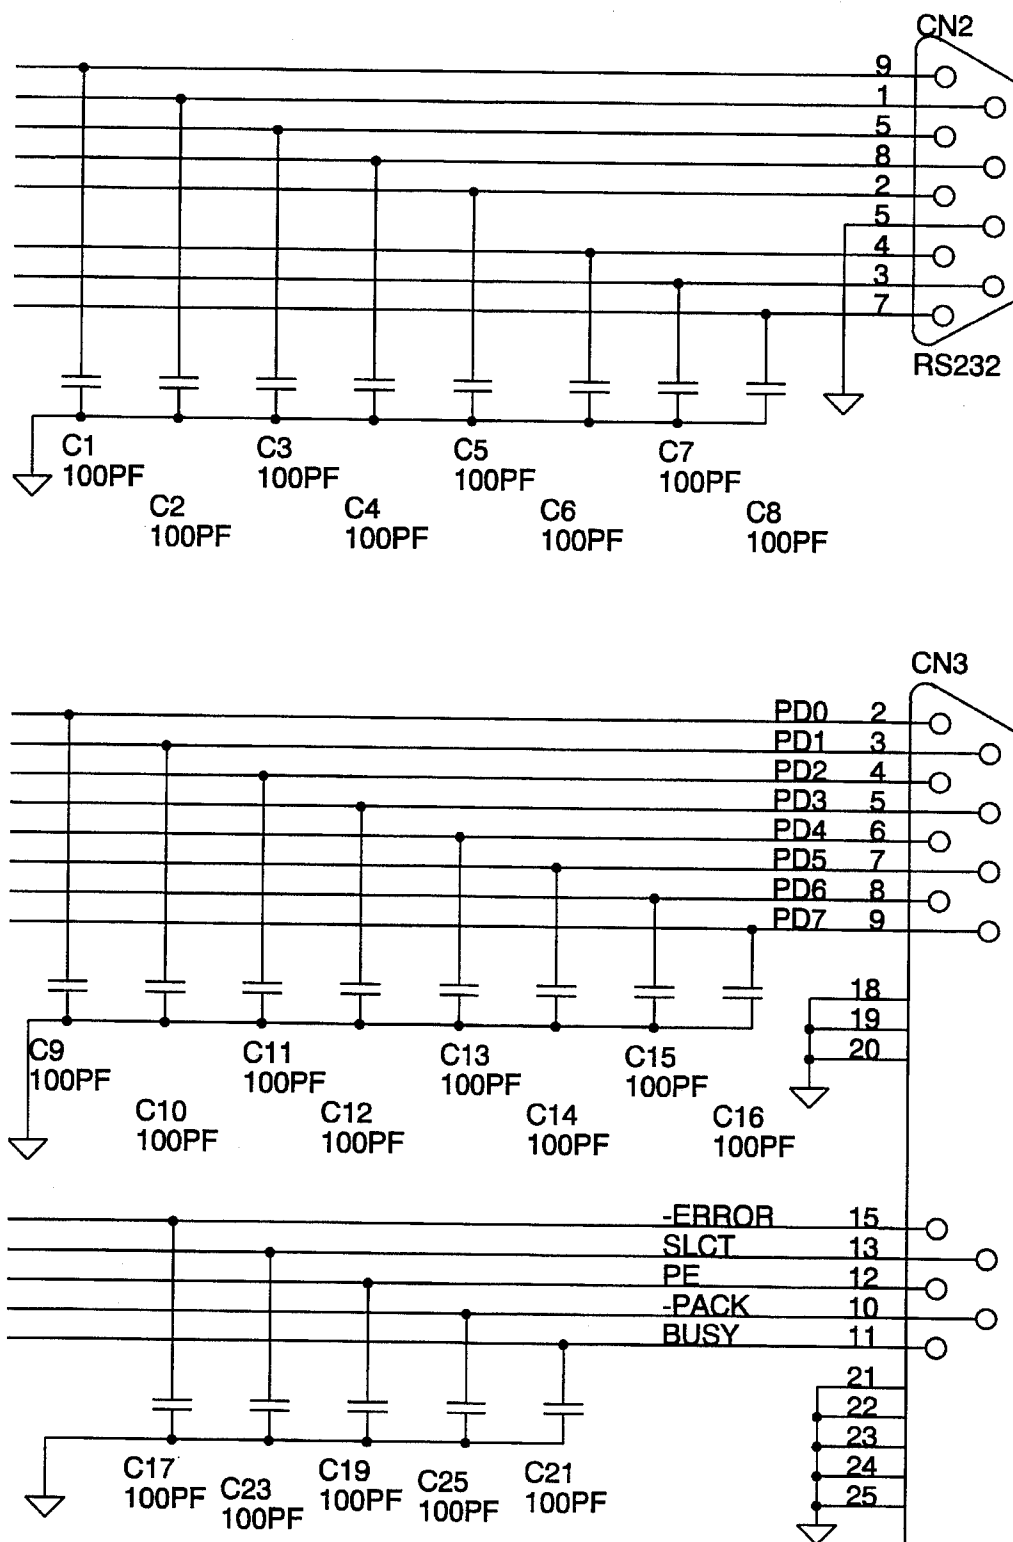 CN2
9
1
5
8
2
5
4
3
7
RS232
C1
100PF
C3
100PF
C5
100PF
C7
100PF
C2
100PF
C4
100PF
C6
100PF
C8
100PF
CN3
PD0 2
PD1 3
PD2 4
PD3 5
PD4 6
PD5 7
PD6 8
PD7 9
18
19
20
C9
100PF
C11
100PF
C13
100PF
C15
100PF
C10
100PF
C12
100PF
C14
100PF
C16
100PF
-ERROR 15
SLCT 13
PE 12
-PACK 10
BUSY 11
21
22
23
24
25
C17
100PF
C23
100PF
C19
100PF
C25
100PF
C21
100PF